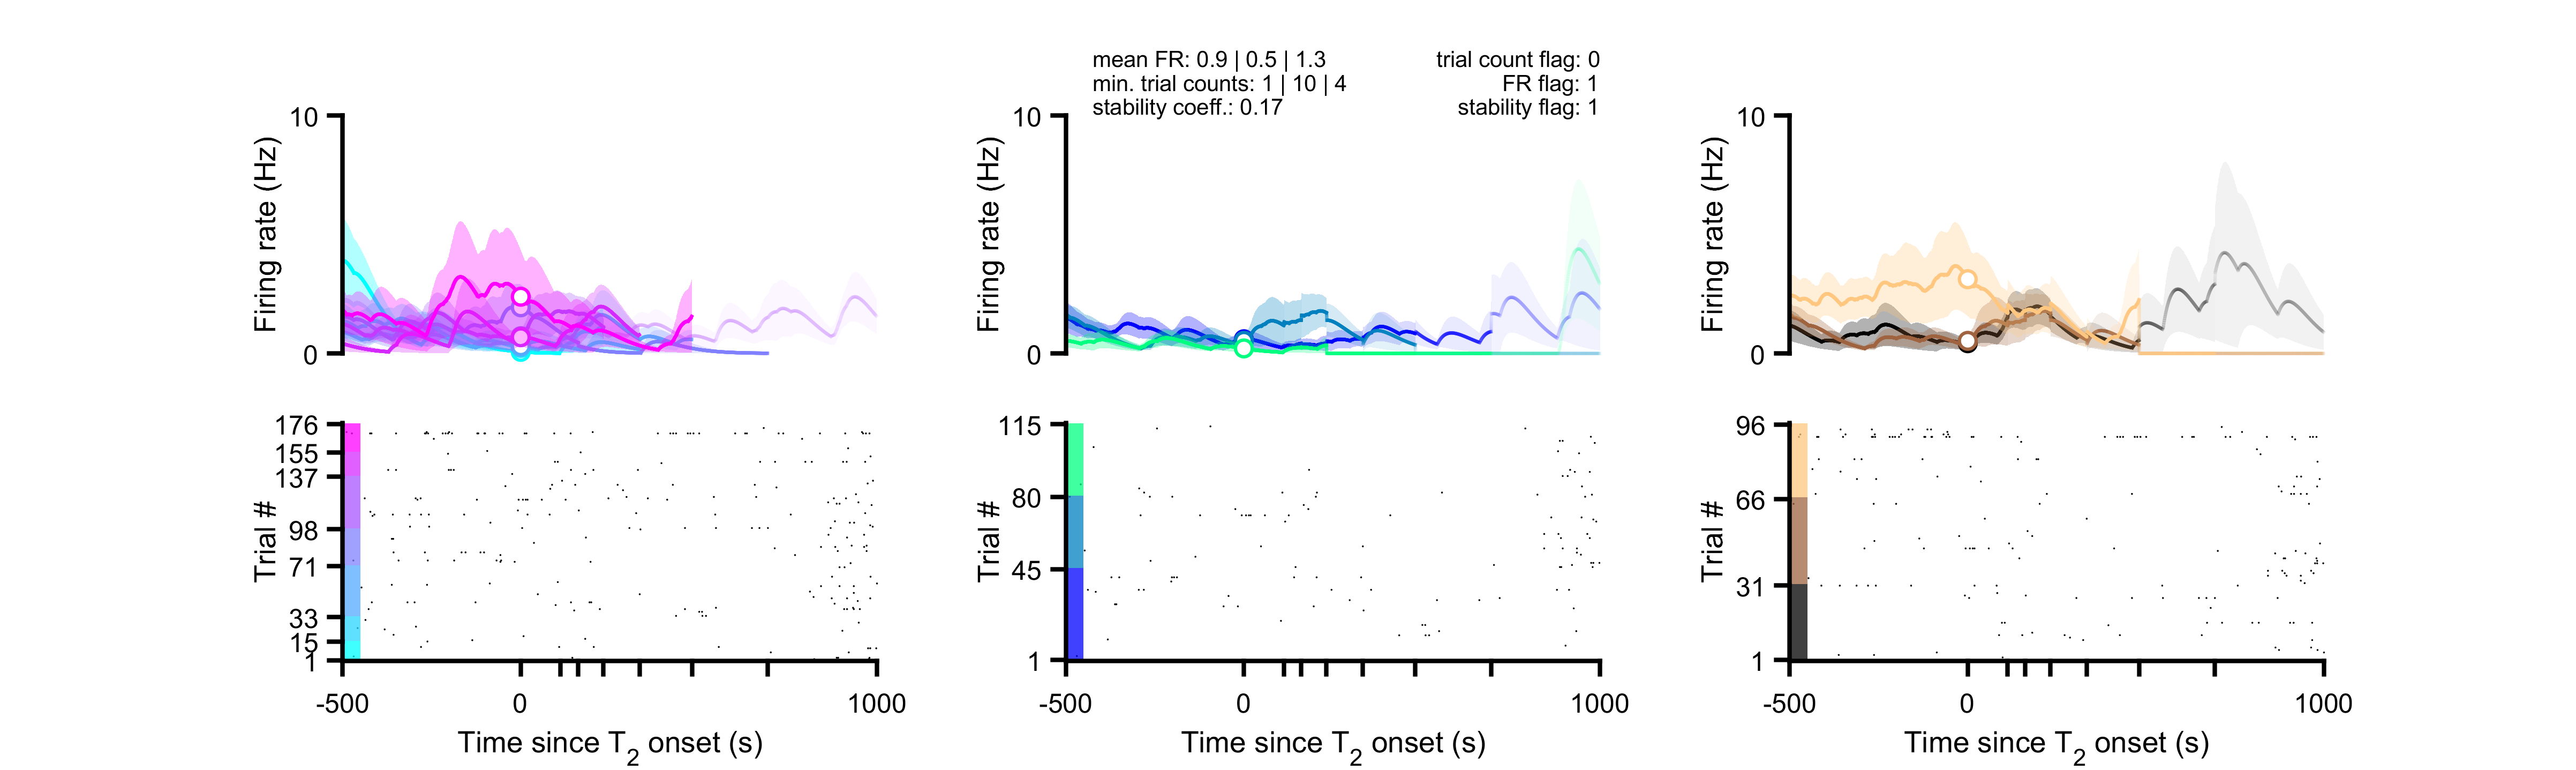 mean FR: 0.9 | 0.5 | 1.3
min. trial counts: 1 | 10 | 4
stability coeff.: 0.17
trial count flag: 0
FR flag: 1
stability flag: 1
10
Firing rate (Hz)
0
10
Firing rate (Hz)
0
10
Firing rate (Hz)
0
176
155
137
98
71
33
15
1
Trial #
-500
0
1000
Time since T2 onset (s)
115
80
45
1
Trial #
-500
0
1000
Time since T2 onset (s)
96
66
31
1
Trial #
-500
0
1000
Time since T2 onset (s)